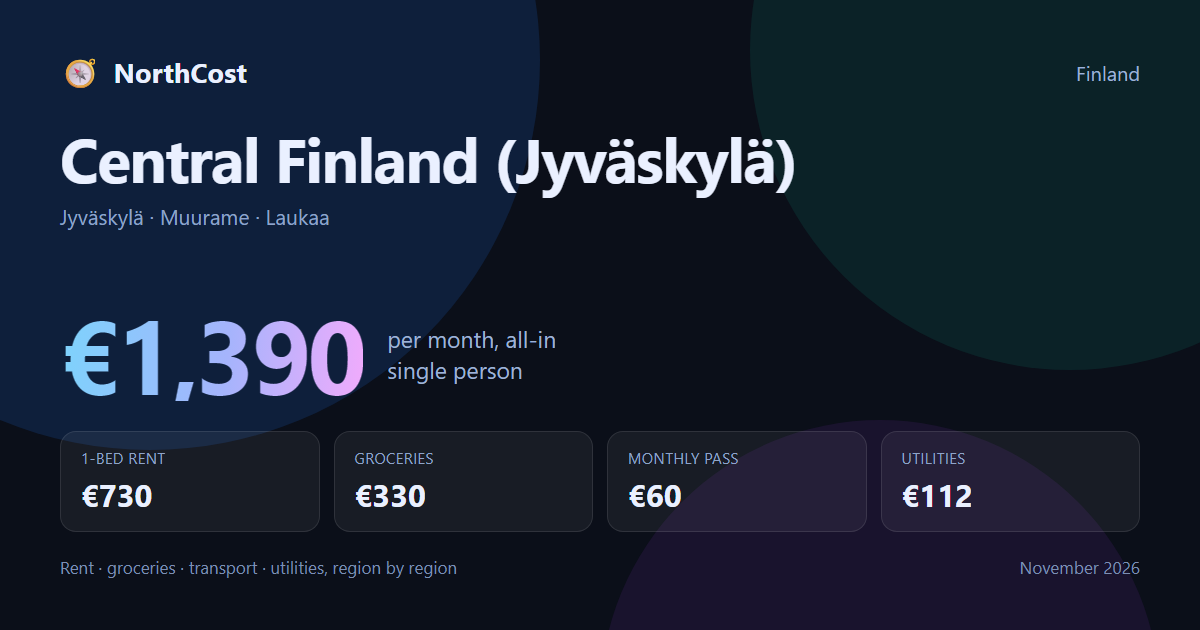 NorthCost
Finland
Central Finland (Jyväskylä)
Jyväskylä · Muurame · Laukaa
€1,390
per month, all-in
single person
1-BED RENT
€730
GROCERIES
€330
MONTHLY PASS
€60
UTILITIES
€112
Rent · groceries · transport · utilities, region by region
November 2026